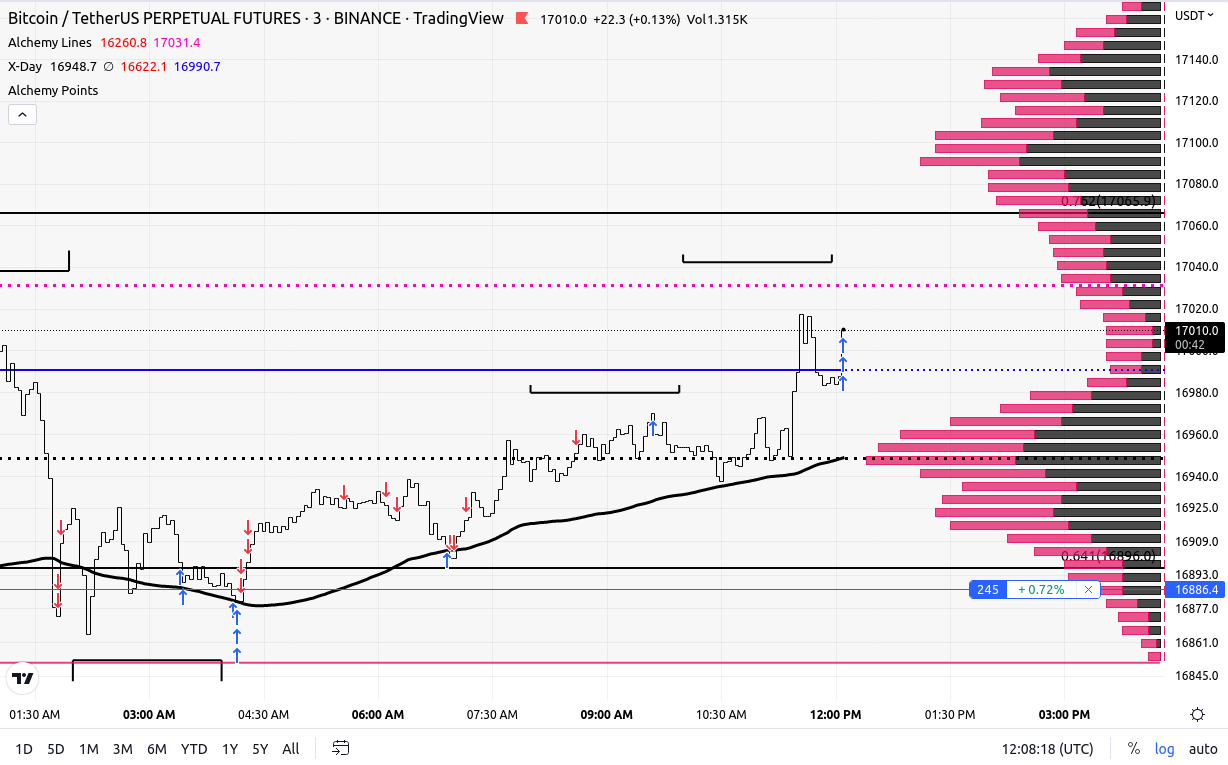 Bitcoin / TetherUS PERPETUAL FUTURES · 3 · BINANCE · TradingView 17010.0 +22.3 (+0.13%) Vol1.315K
USDT
Alchemy Lines 16260.8 17031.4
X-Day 16948.7 ∅ 16622.1 16990.7
Alchemy Points
17140.0
17120.0
17100.0
17080.0
0.762(17065.9)
17060.0
17040.0
17020.0
17010.0
00:42
16980.0
16960.0
16940.0
16925.0
16909.0
0.641(16896.0)
16893.0
245 + 0.72% ×
16886.4
16877.0
16861.0
16845.0
01:30 AM 03:00 AM 04:30 AM 06:00 AM 07:30 AM 09:00 AM 10:30 AM 12:00 PM 01:30 PM 03:00 PM
1D 5D 1M 3M 6M YTD 1Y 5Y All 12:08:18 (UTC) % log auto